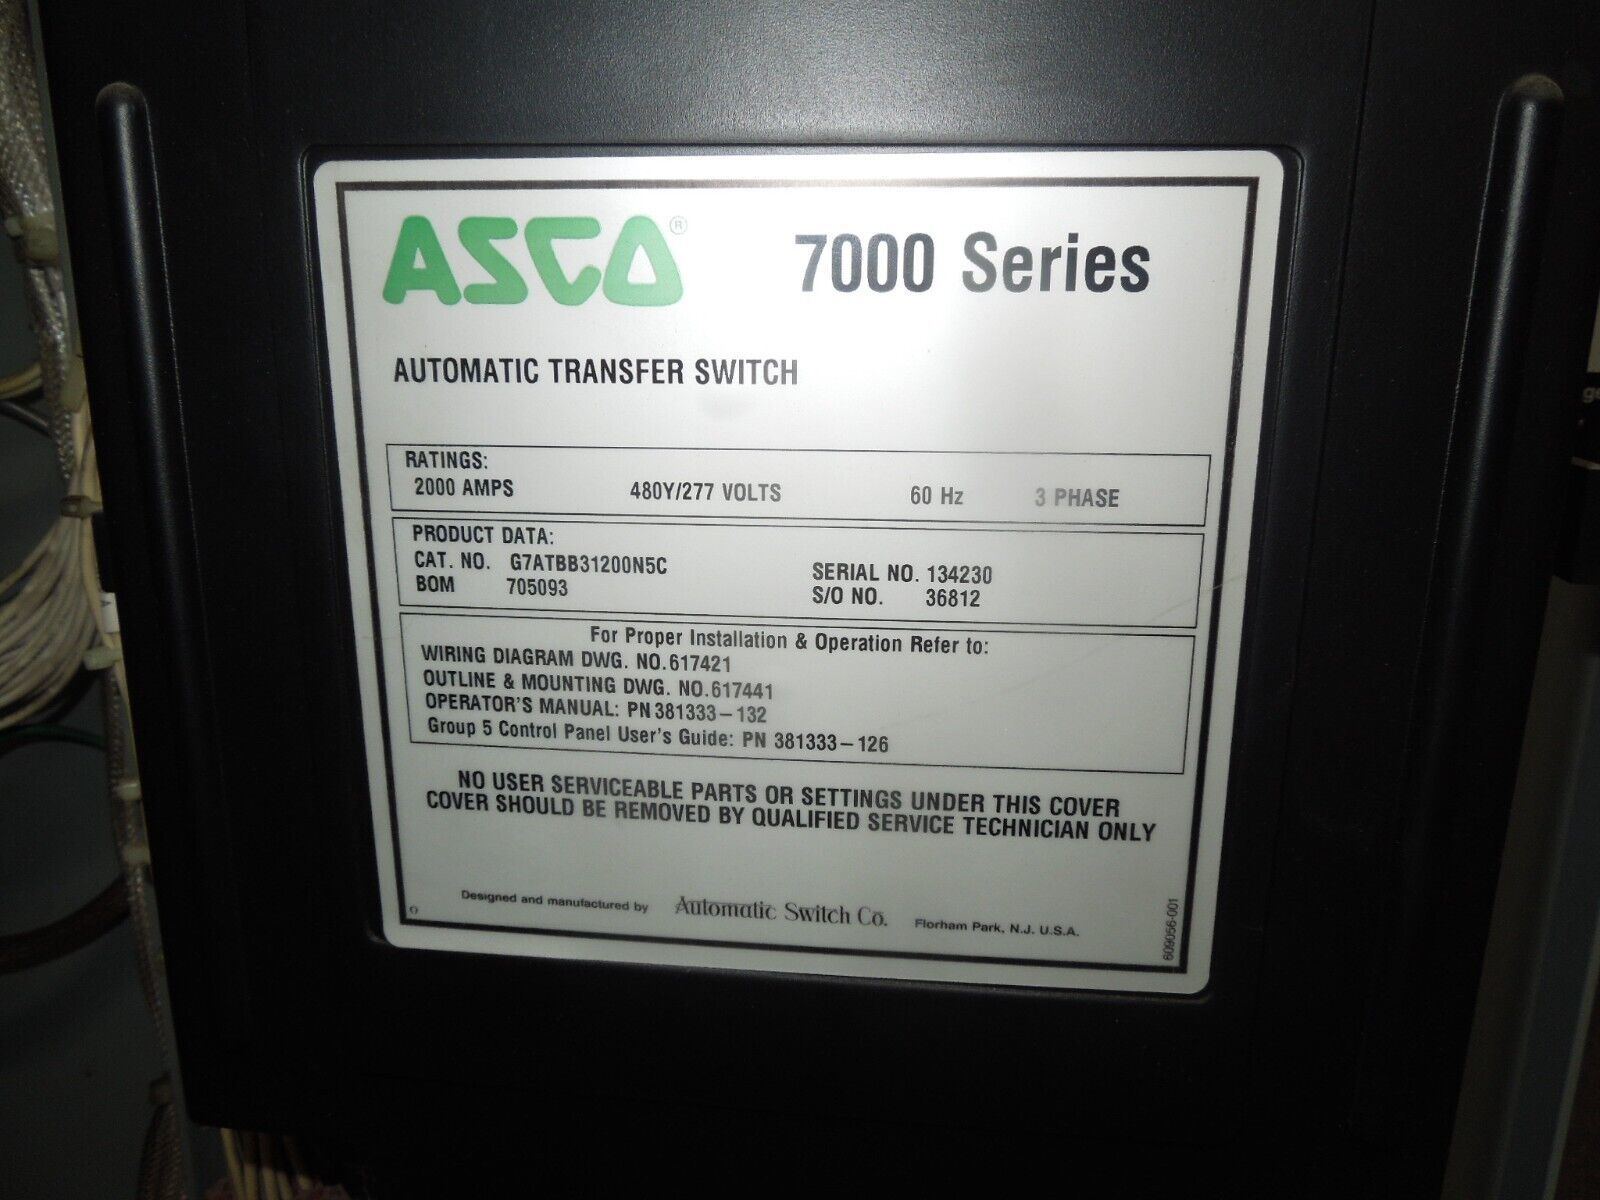 ASCO® 7000 Series
AUTOMATIC TRANSFER SWITCH
RATINGS:
2000 AMPS 480Y/277 VOLTS 60 Hz 3 PHASE
PRODUCT DATA:
CAT. NO. G7ATBB31200N5C SERIAL NO. 134230
BOM 705093 S/O NO. 36812
For Proper Installation & Operation Refer to:
WIRING DIAGRAM DWG. NO.617421
OUTLINE & MOUNTING DWG. NO.617441
OPERATOR'S MANUAL: PN 381333-132
Group 5 Control Panel User's Guide: PN 381333-126
NO USER SERVICEABLE PARTS OR SETTINGS UNDER THIS COVER
COVER SHOULD BE REMOVED BY QUALIFIED SERVICE TECHNICIAN ONLY
Designed and manufactured by Automatic Switch Co. Florham Park, N.J. U.S.A.
609056-001